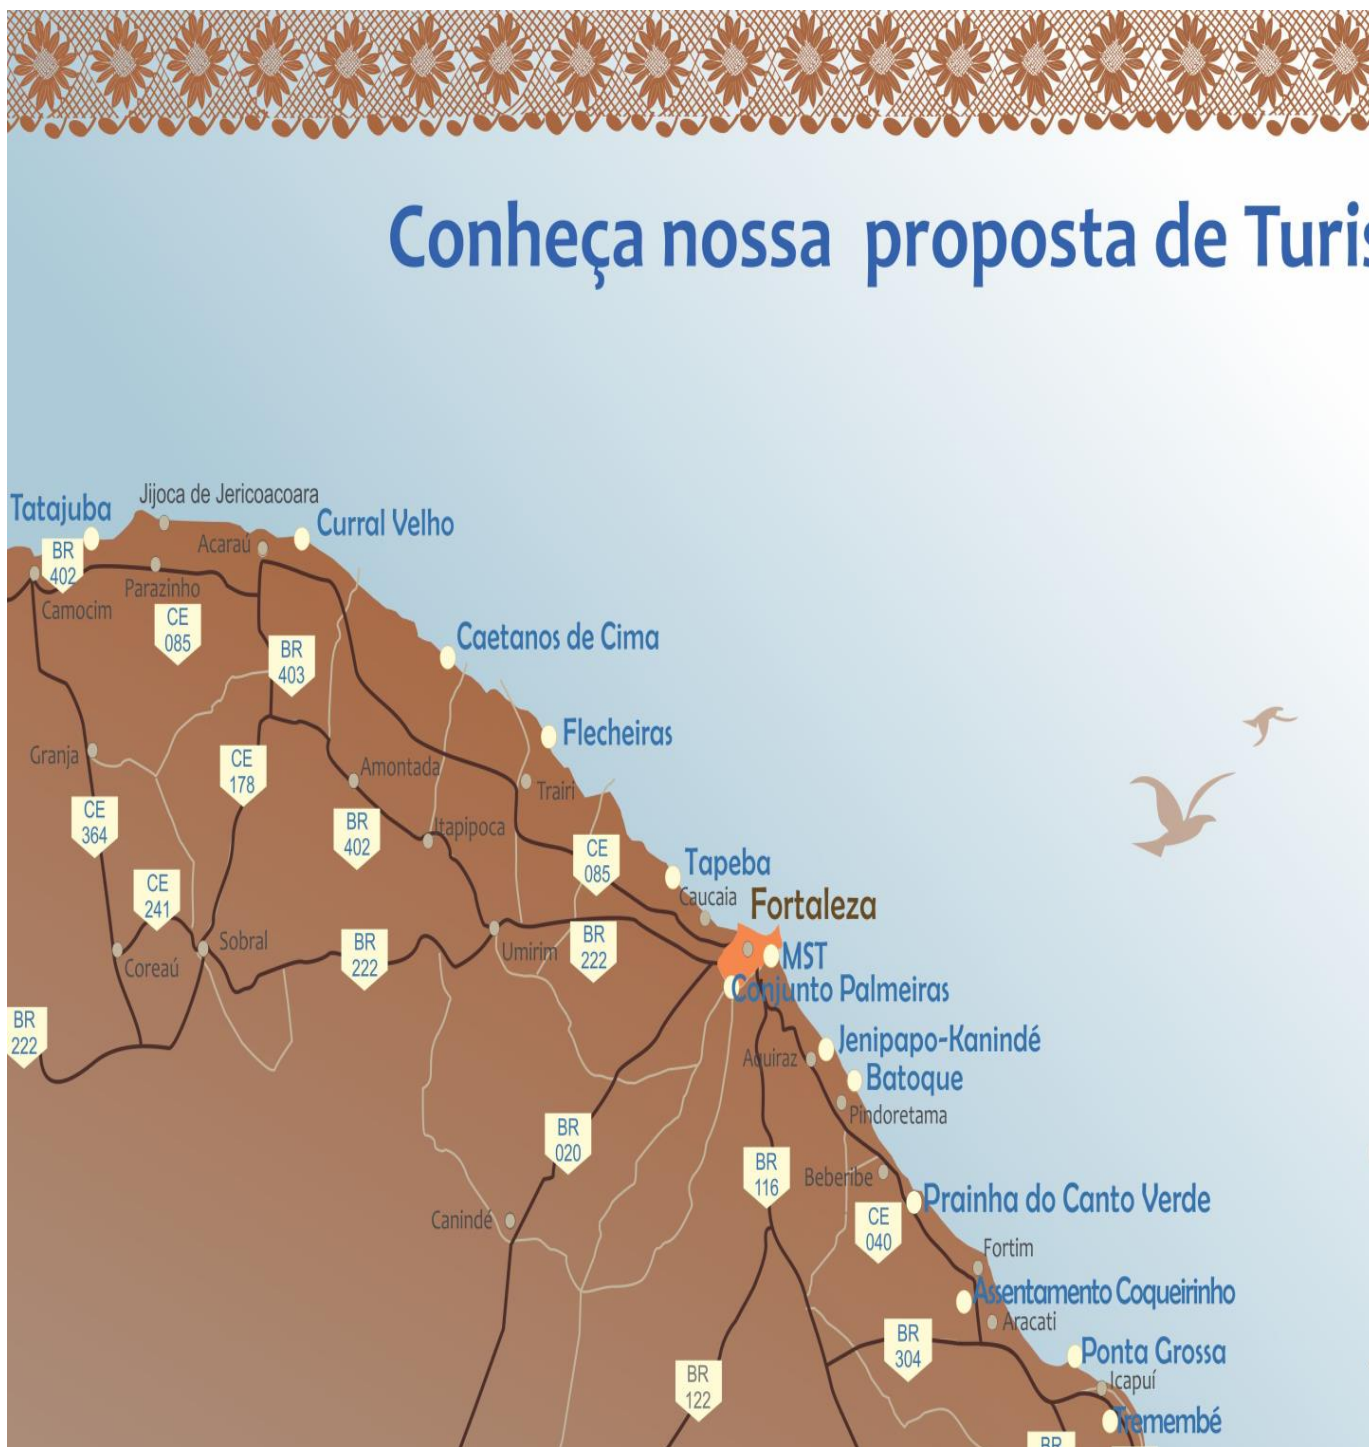 Conheça nossa proposta de Turis
Jijoca de Jericoacoara
Tatajuba
Curral Velho
Acaraú
BR
402
Parazinho
Camocim
CE
085
Caetanos de Cima
BR
403
Flecheiras
Granja
Amontada
CE
178
Trairi
CE
364
BR
402
Itapipoca
CE
085
Tapeba
Caucaia
CE
241
Fortaleza
Sobral
BR
222
Umirim
BR
222
MST
Coreaú
Conjunto Palmeiras
BR
222
Jenipapo-Kanindé
Aquiraz
Batoque
Pindoretama
BR
020
BR
116
Beberibe
Prainha do Canto Verde
Canindé
CE
040
Fortim
Assentamento Coqueirinho
Aracati
BR
304
Ponta Grossa
BR
122
Icapuí
Tremembé
BR